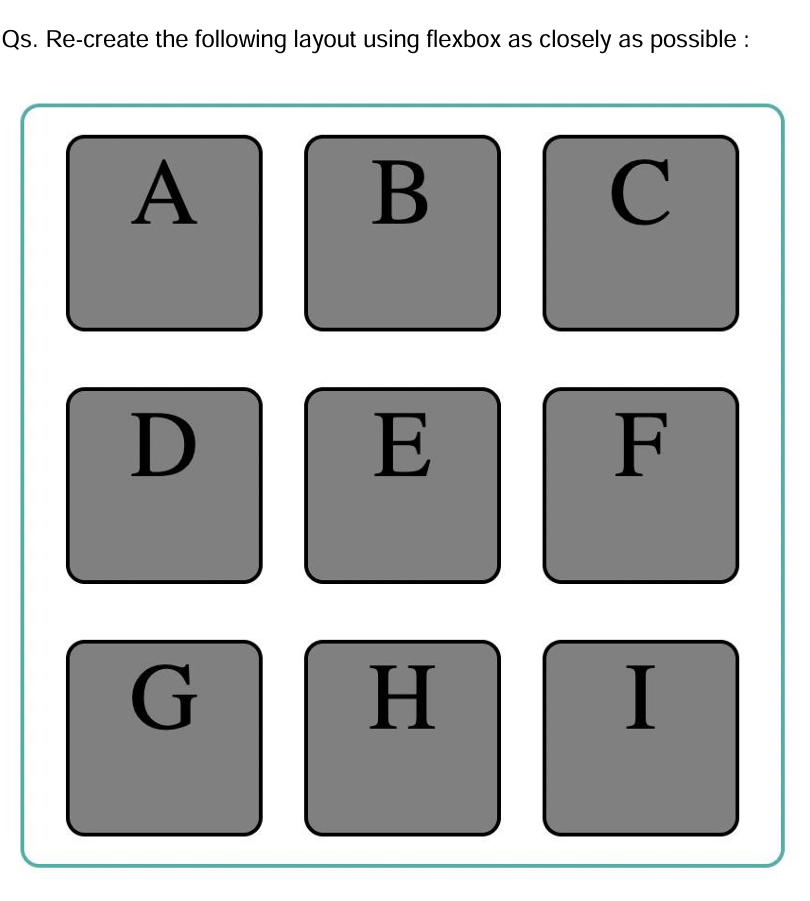 Qs. Re-create the following layout using flexbox as closely as possible :
A B C
D E F
G H I